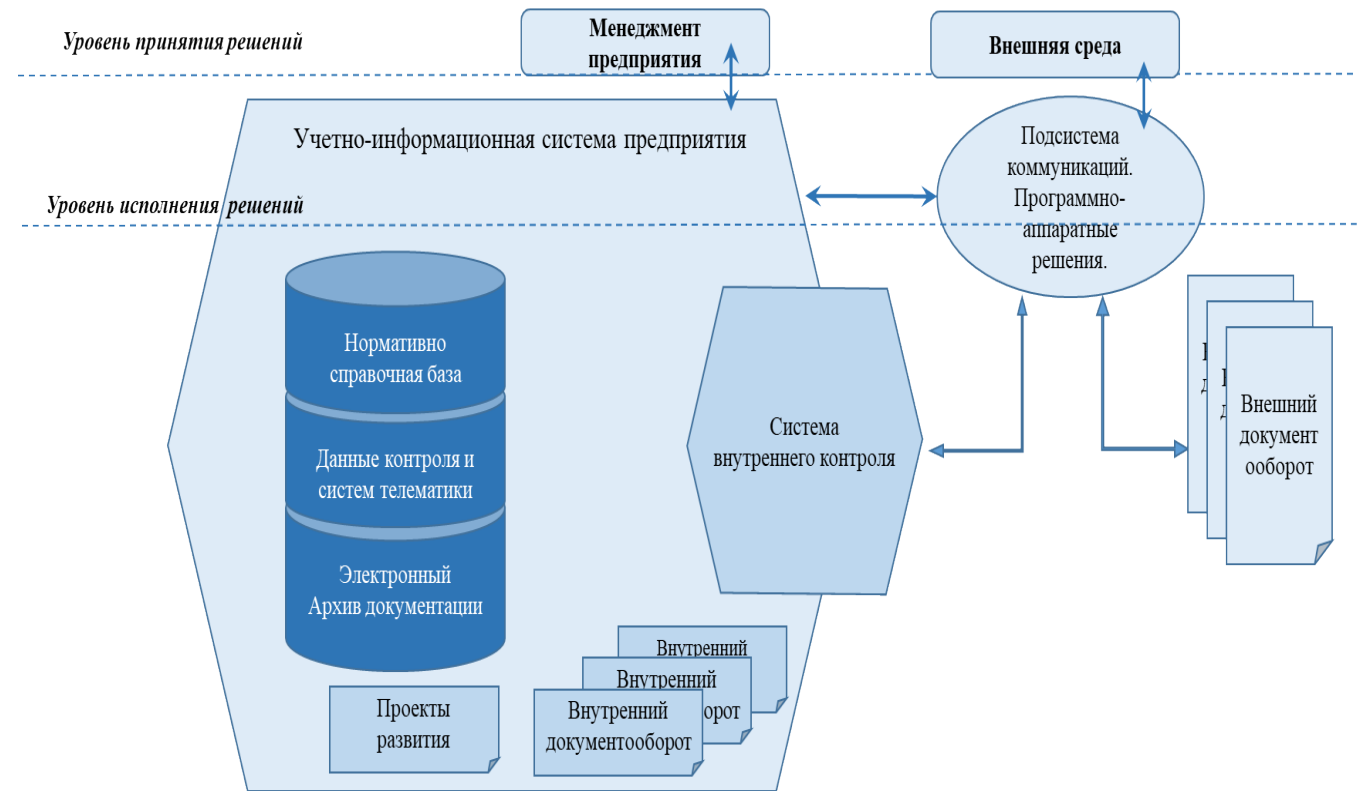 Уровень принятия решений
Менеджмент
предприятия
Внешняя среда
Учетно-информационная система предприятия
Подсистема
коммуникаций.
Программно-
аппаратные
решения.
Уровень исполнения решений
Нормативно
справочная база
Данные контроля и
систем телематики
Электронный
Архив документации
Система
внутреннего контроля
Внешний
документ
ооборот
Проекты
развития
Внутренний
Внутренний
орот
Внутренний
документооборот